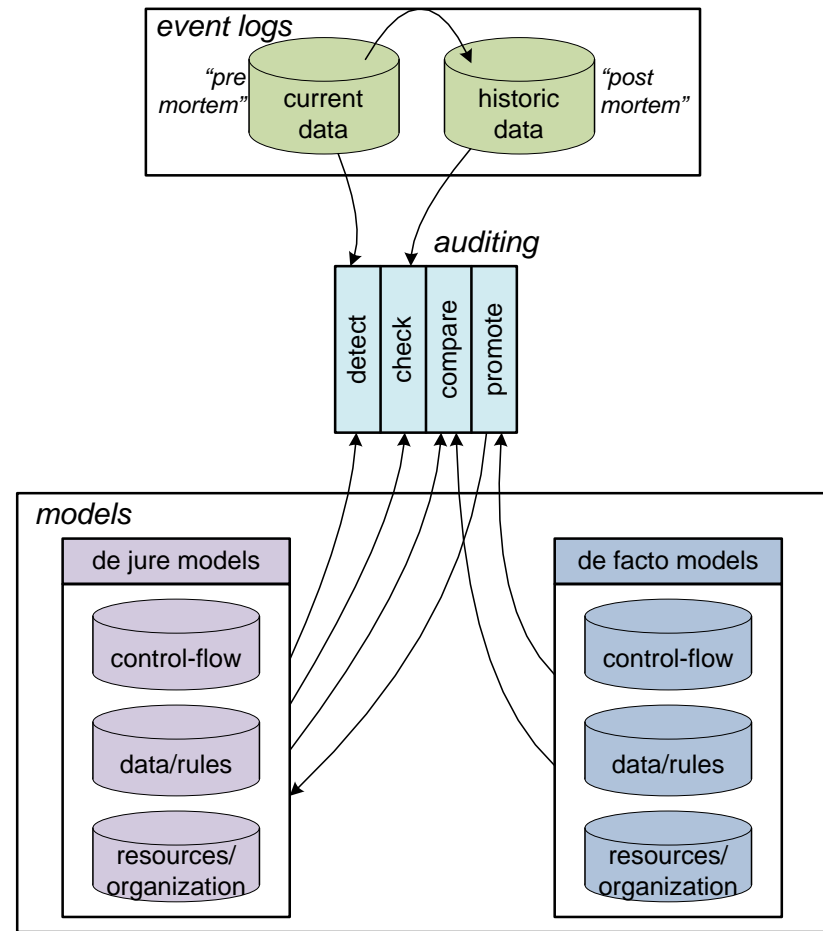 event logs
“pre
mortem”
current
data
historic
data
“post
mortem”
auditing
detect
check
compare
promote
models
de jure models
control-flow
data/rules
resources/
organization
de facto models
control-flow
data/rules
resources/
organization